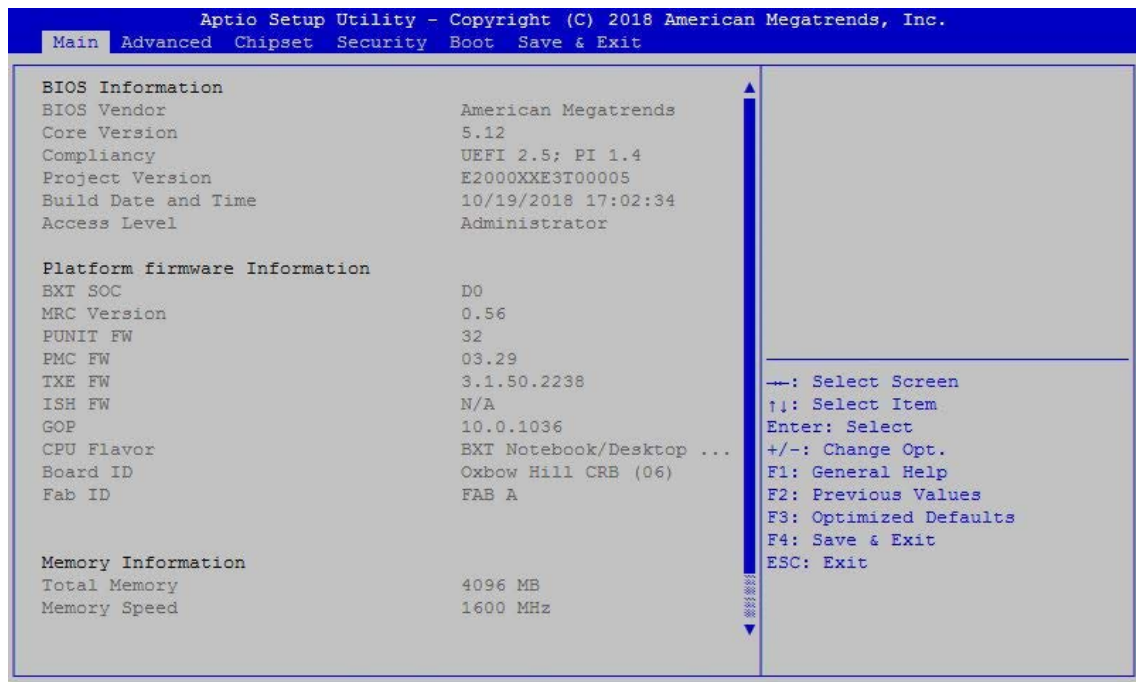 Aptio Setup Utility - Copyright (C) 2018 American Megatrends, Inc.
Main Advanced Chipset Security Boot Save & Exit
BIOS Information
BIOS Vendor American Megatrends
Core Version 5.12
Compliancy UEFI 2.5; PI 1.4
Project Version E2000XXE3T00005
Build Date and Time 10/19/2018 17:02:34
Access Level Administrator
Platform firmware Information
BXT SOC D0
MRC Version 0.56
PUNIT FW 32
PMC FW 03.29
TXE FW 3.1.50.2238
ISH FW N/A
GOP 10.0.1036
CPU Flavor BXT Notebook/Desktop ...
Board ID Oxbow Hill CRB (06)
Fab ID FAB A
Memory Information
Total Memory 4096 MB
Memory Speed 1600 MHz
→←: Select Screen
↑↓: Select Item
Enter: Select
+/-: Change Opt.
F1: General Help
F2: Previous Values
F3: Optimized Defaults
F4: Save & Exit
ESC: Exit